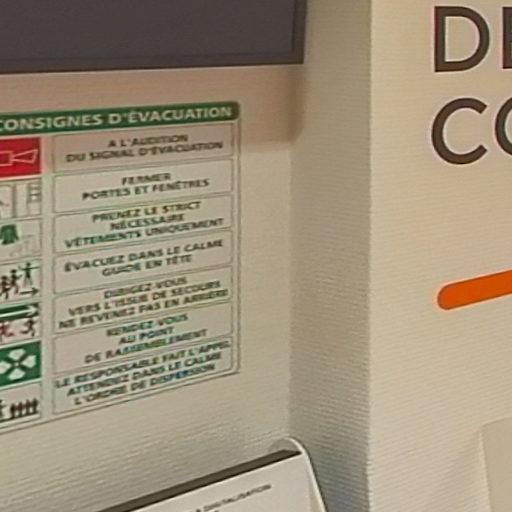 CONSIGNES D'ÉVACUATION
A L'AUDITION
DU SIGNAL D'ÉVACUATION
FERMER
PORTES ET FENÊTRES
PRENEZ LE STRICT
NÉCESSAIRE
VÊTEMENTS UNIQUEMENT
ÉVACUEZ DANS LE CALME
GUIDE EN TÊTE
DIRIGEZ-VOUS
VERS L'ISSUE DE SECOURS
NE REVENEZ PAS EN ARRIÈRE
RENDEZ-VOUS
AU POINT
DE RASSEMBLEMENT
LE RESPONSABLE FAIT L'APPEL
ATTENDEZ DANS LE CALME
L'ORDRE DE DISPERSION
DE
CO
A DIGITALISATION